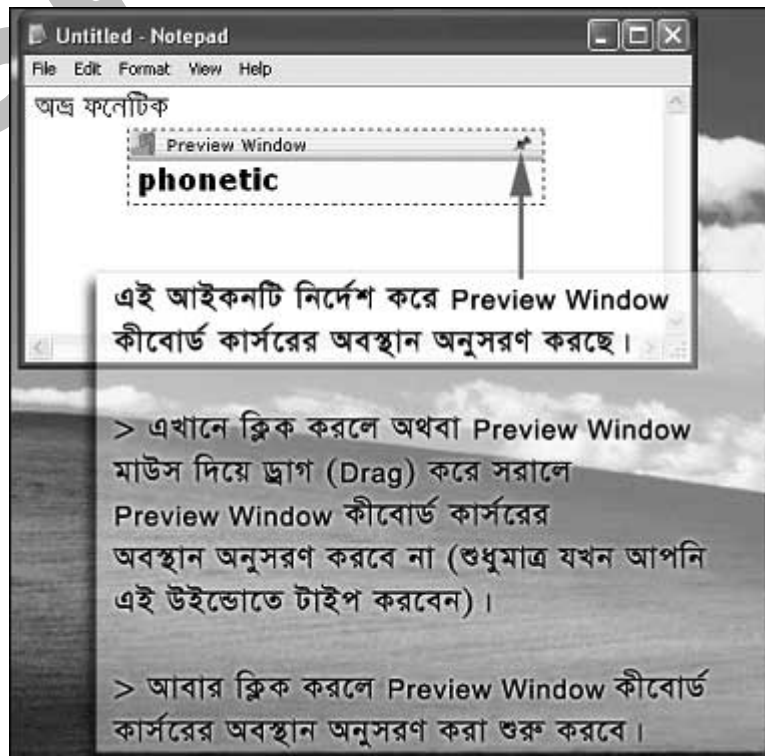 Untitled - Notepad
File Edit Format View Help
অভ্র ফনেটিক
Preview Window
phonetic
এই আইকনটি নির্দেশ করে Preview Window
কীবোর্ড কার্সরের অবস্থান অনুসরণ করছে।
> এখানে ক্লিক করলে অথবা Preview Window
মাউস দিয়ে ড্রাগ (Drag) করে সরালে
Preview Window কীবোর্ড কার্সরের
অবস্থান অনুসরণ করবে না (শুধুমাত্র যখন আপনি
এই উইন্ডোতে টাইপ করবেন)।
> আবার ক্লিক করলে Preview Window কীবোর্ড
কার্সরের অবস্থান অনুসরণ করা শুরু করবে।